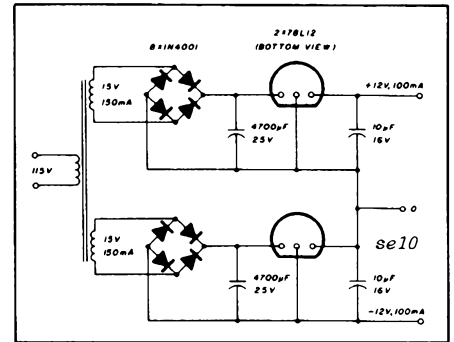 8=1N4001
2=78L12
(BOTTOM VIEW)
15V
150mA
4700µF
25V
+12V, 100mA
10µF
16V
115V
0
se10
15V
150mA
4700µF
25V
10µF
16V
-12V, 100mA